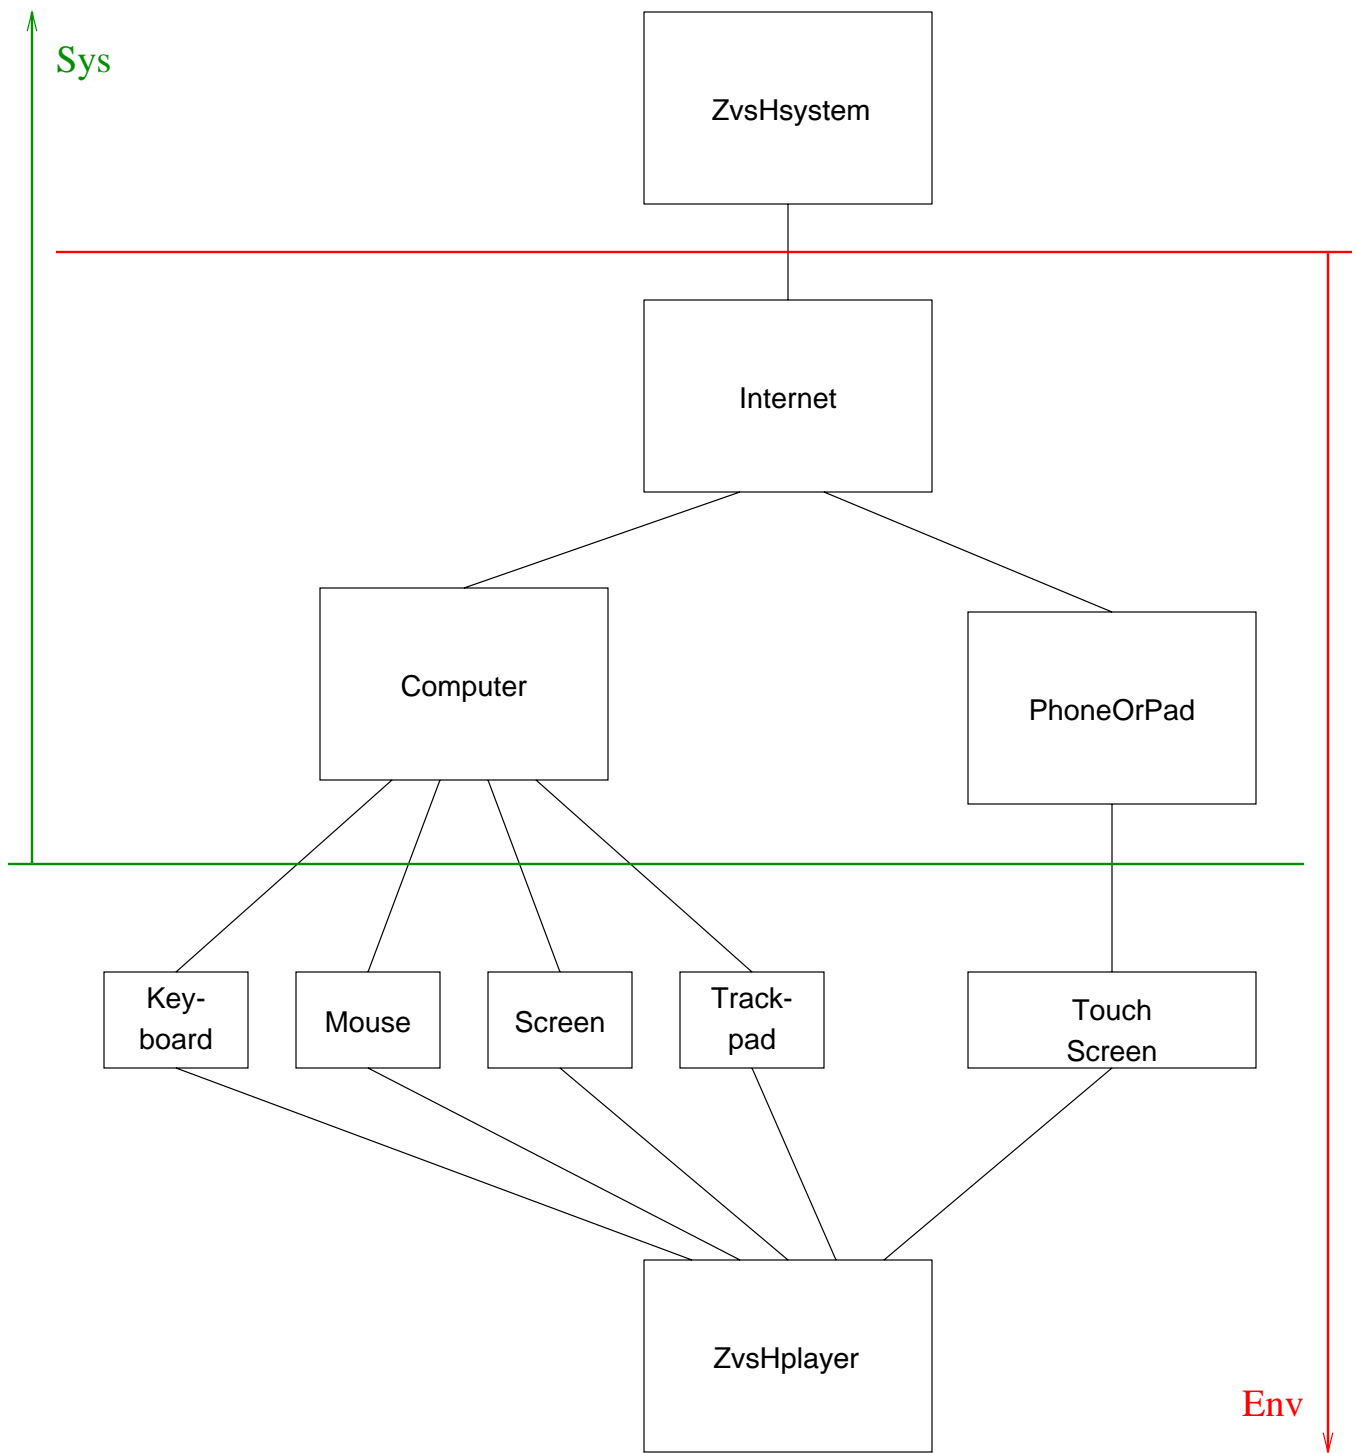 Sys
ZvsHsystem
Internet
Computer
PhoneOrPad
Key-
board
Mouse
Screen
Track-
pad
Touch
Screen
ZvsHplayer
Env